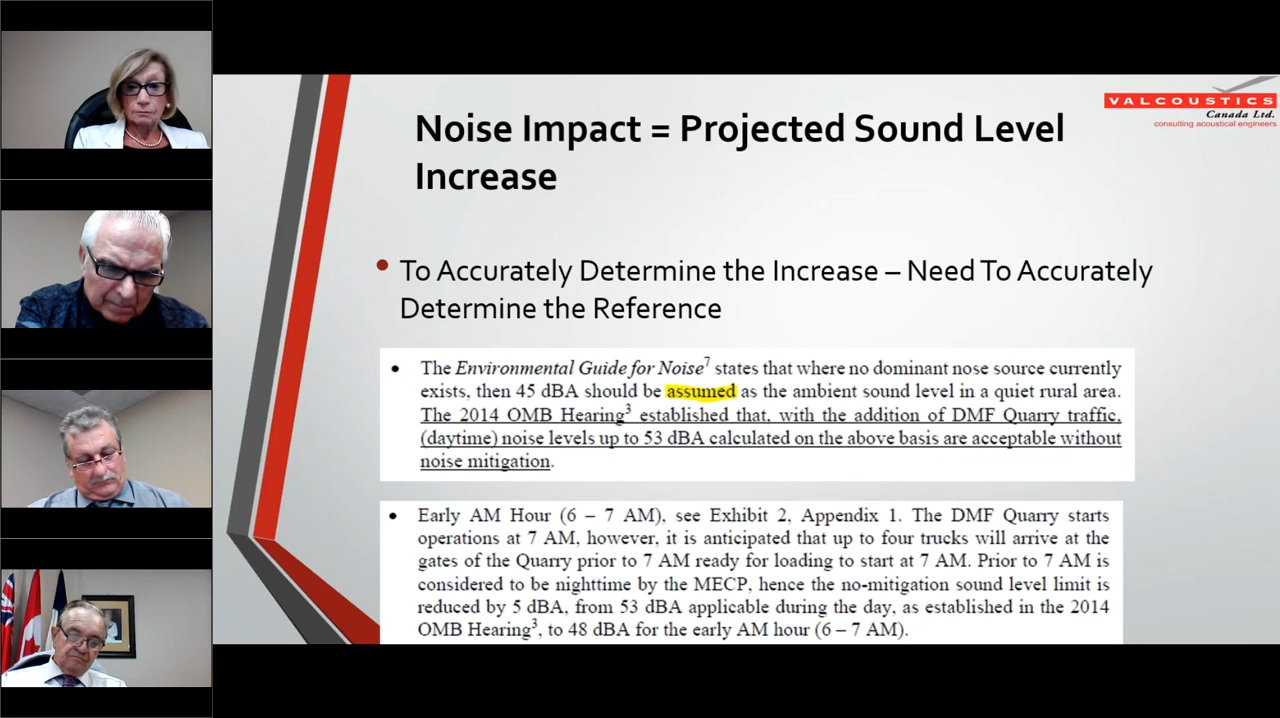 VALCOUSTICS
Canada Ltd.
consulting acoustical engineers
Noise Impact = Projected Sound Level
Increase
• To Accurately Determine the Increase – Need To Accurately
Determine the Reference
• The Environmental Guide for Noise7 states that where no dominant nose source currently
exists, then 45 dBA should be assumed as the ambient sound level in a quiet rural area.
The 2014 OMB Hearing3 established that, with the addition of DMF Quarry traffic,
(daytime) noise levels up to 53 dBA calculated on the above basis are acceptable without
noise mitigation.
• Early AM Hour (6 – 7 AM), see Exhibit 2, Appendix 1. The DMF Quarry starts
operations at 7 AM, however, it is anticipated that up to four trucks will arrive at the
gates of the Quarry prior to 7 AM ready for loading to start at 7 AM. Prior to 7 AM is
considered to be nighttime by the MECP, hence the no-mitigation sound level limit is
reduced by 5 dBA, from 53 dBA applicable during the day, as established in the 2014
OMB Hearing3, to 48 dBA for the early AM hour (6 – 7 AM).